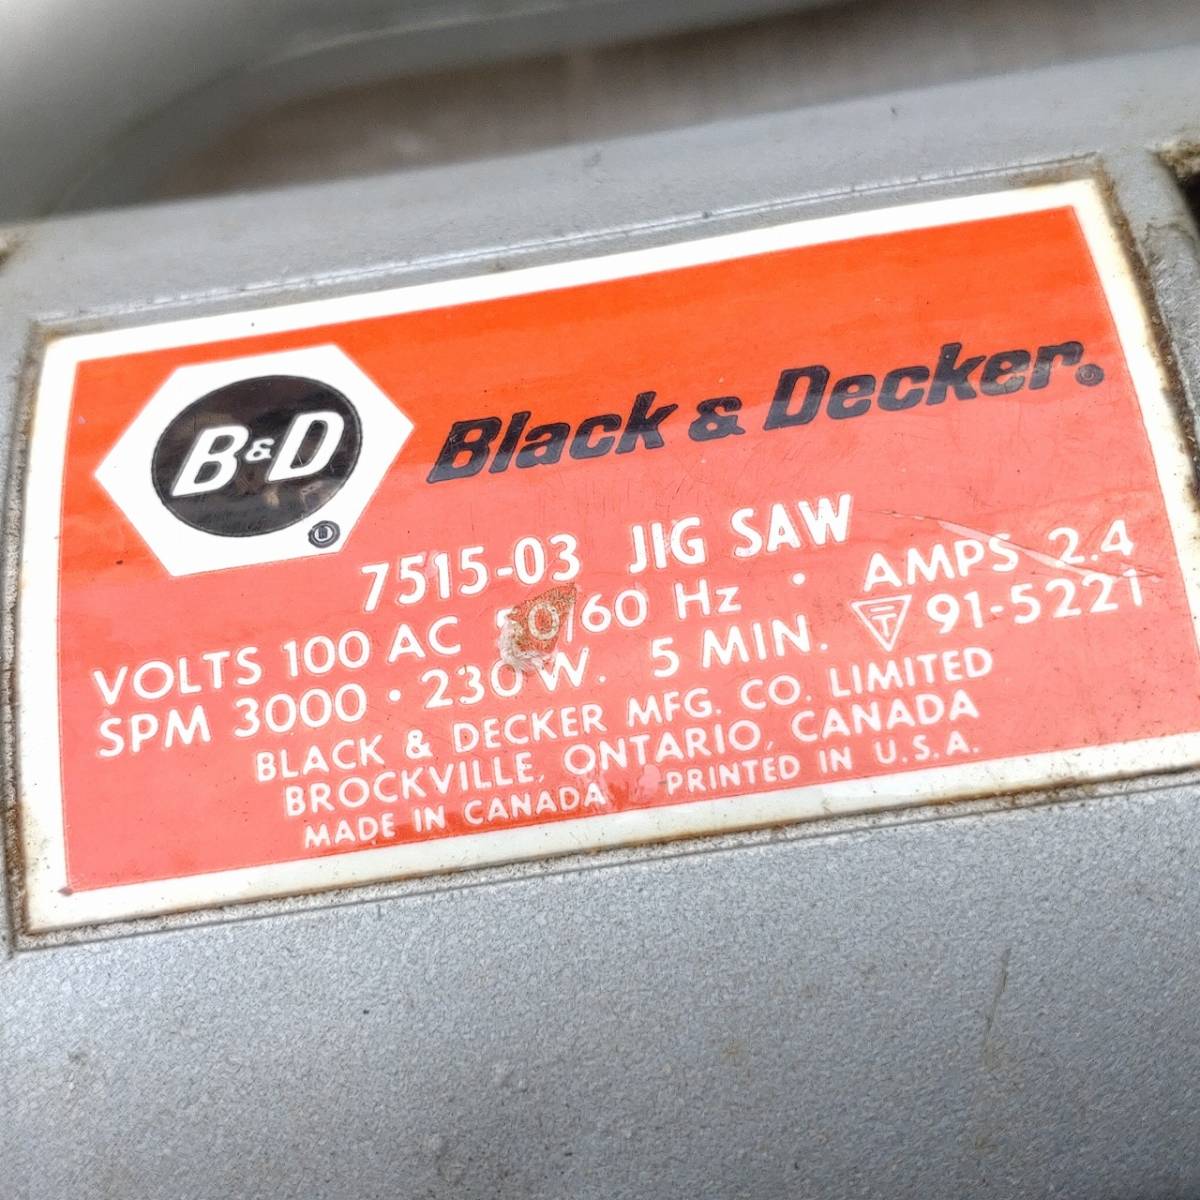 B&D
Black & Decker®
7515-03 JIG SAW
VOLTS 100 AC 50/60 Hz · AMPS 2.4
SPM 3000 · 230 W. 5 MIN. 〒 91-5221
BLACK & DECKER MFG. CO. LIMITED
BROCKVILLE, ONTARIO, CANADA
MADE IN CANADA PRINTED IN U.S.A.